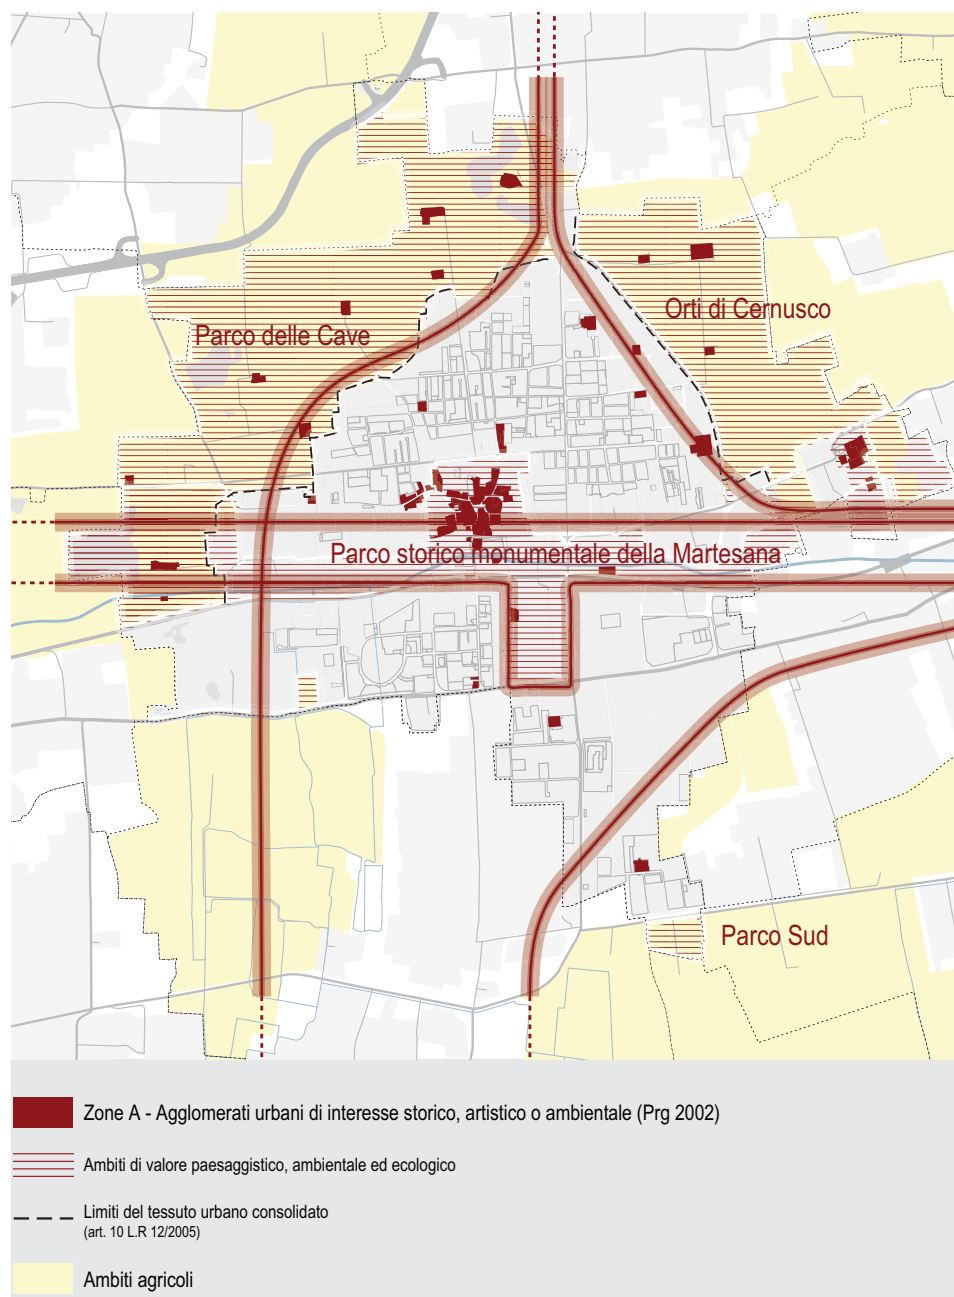 Orti di Cernusco
Parco delle Cave
Parco storico monumentale della Martesana
Parco Sud
Zone A - Agglomerati urbani di interesse storico, artistico o ambientale (Prg 2002)
Ambiti di valore paesaggistico, ambientale ed ecologico
Limiti del tessuto urbano consolidato
(art. 10 L.R 12/2005)
Ambiti agricoli